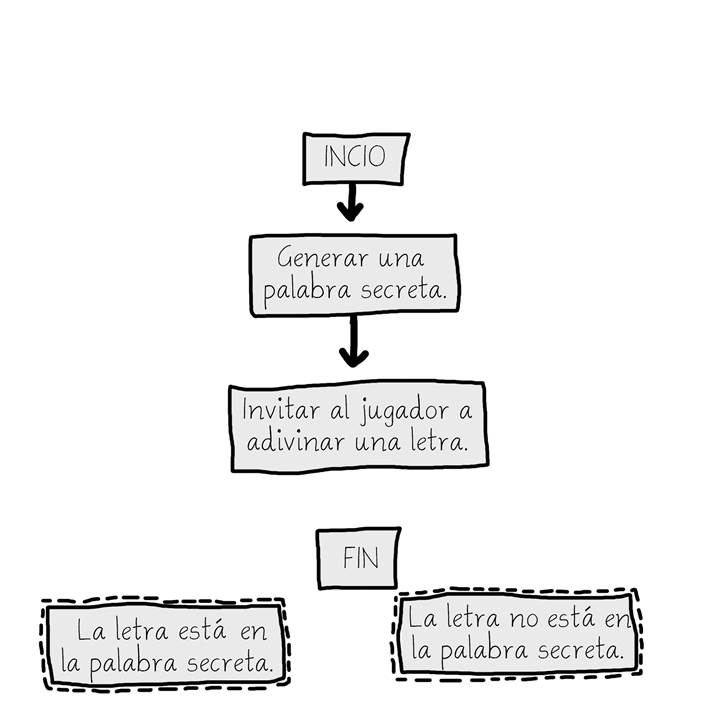 INCIO
Generar una
palabra secreta.
Invitar al jugador a
adivinar una letra.
FIN
La letra está en
la palabra secreta.
La letra no está en
la palabra secreta.